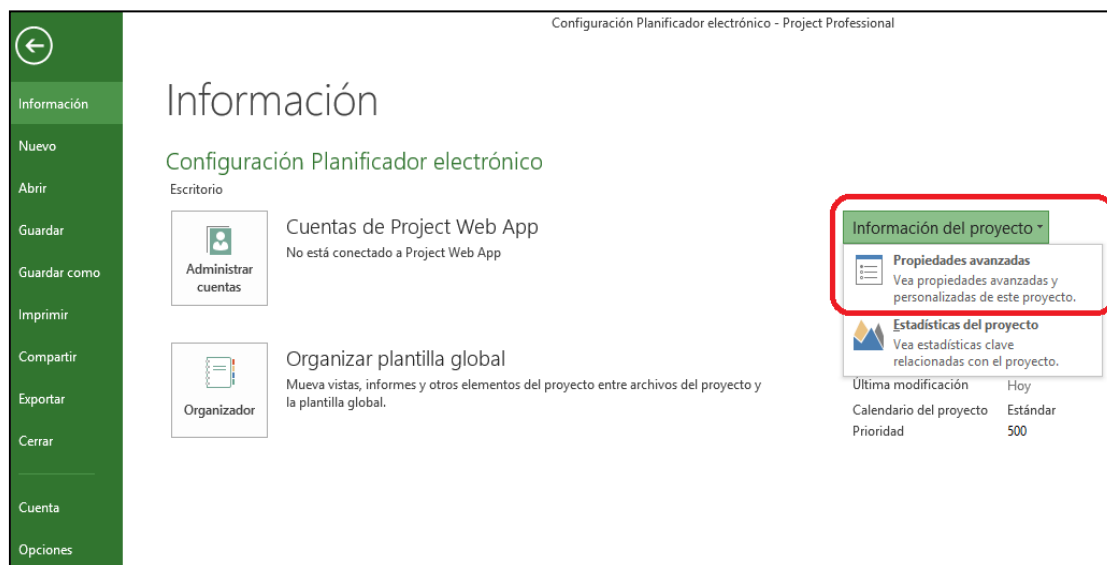 Configuración Planificador electrónico - Project Professional
Información
Nuevo
Abrir
Guardar
Guardar como
Imprimir
Compartir
Exportar
Cerrar
Cuenta
Opciones
Información
Configuración Planificador electrónico
Escritorio
Administrar
cuentas
Cuentas de Project Web App
No está conectado a Project Web App
Organizador
Organizar plantilla global
Mueva vistas, informes y otros elementos del proyecto entre archivos del proyecto y
la plantilla global.
Información del proyecto
Propiedades avanzadas
Vea propiedades avanzadas y
personalizadas de este proyecto.
Estadísticas del proyecto
Vea estadísticas clave
relacionadas con el proyecto.
Última modificación Hoy
Calendario del proyecto Estándar
Prioridad 500